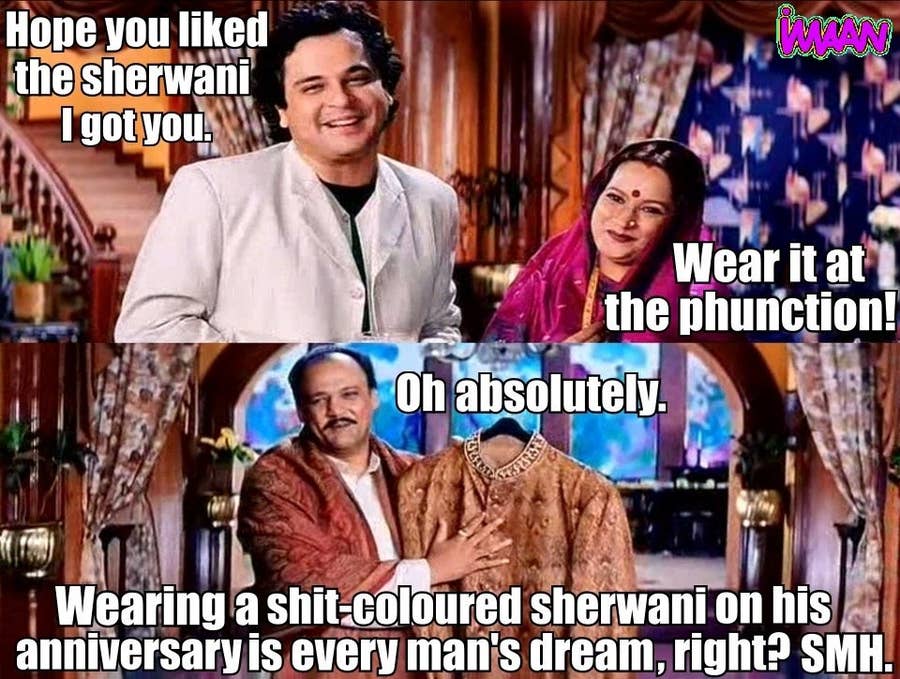 Hope you liked
the sherwani
I got you.
IMAAN
Wear it at
the phunction!
Oh absolutely.
Wearing a shit-coloured sherwani on his
anniversary is every man's dream, right? SMH.